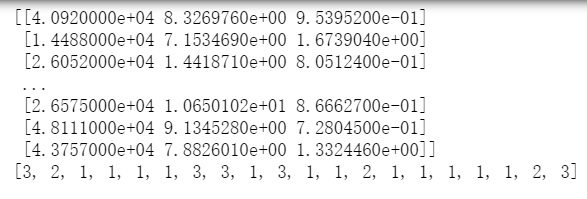 [[4.0920000e+04 8.3269760e+00 9.5395200e-01]
[1.4488000e+04 7.1534690e+00 1.6739040e+00]
[2.6052000e+04 1.4418710e+00 8.0512400e-01]
...
[2.6575000e+04 1.0650102e+01 8.6662700e-01]
[4.8111000e+04 9.1345280e+00 7.2804500e-01]
[4.3757000e+04 7.8826010e+00 1.3324460e+00]]
[3, 2, 1, 1, 1, 1, 3, 3, 1, 3, 1, 1, 2, 1, 1, 1, 1, 1, 2, 3]